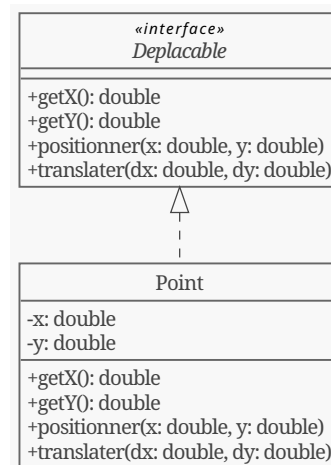 «interface»
Deplacable
+getX(): double
+getY(): double
+positionner(x: double, y: double)
+translater(dx: double, dy: double)
Point
-x: double
-y: double
+getX(): double
+getY(): double
+positionner(x: double, y: double)
+translater(dx: double, dy: double)